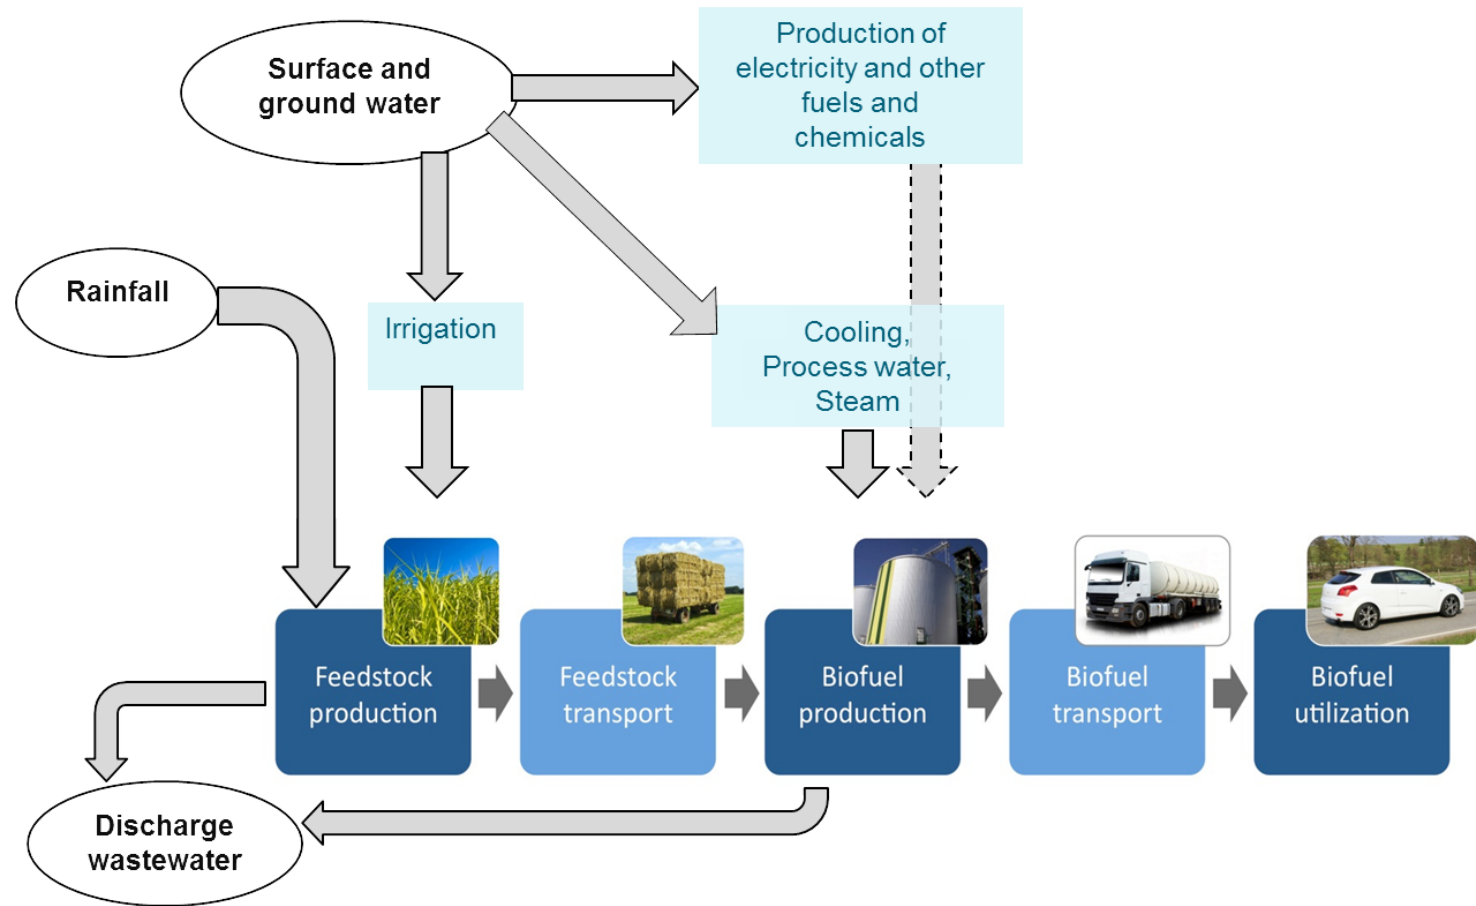 Surface and
ground water
Production of
electricity and other
fuels and
chemicals
Rainfall
Irrigation
Cooling,
Process water,
Steam
Feedstock
production
Feedstock
transport
Biofuel
production
Biofuel
transport
Biofuel
utilization
Discharge
wastewater